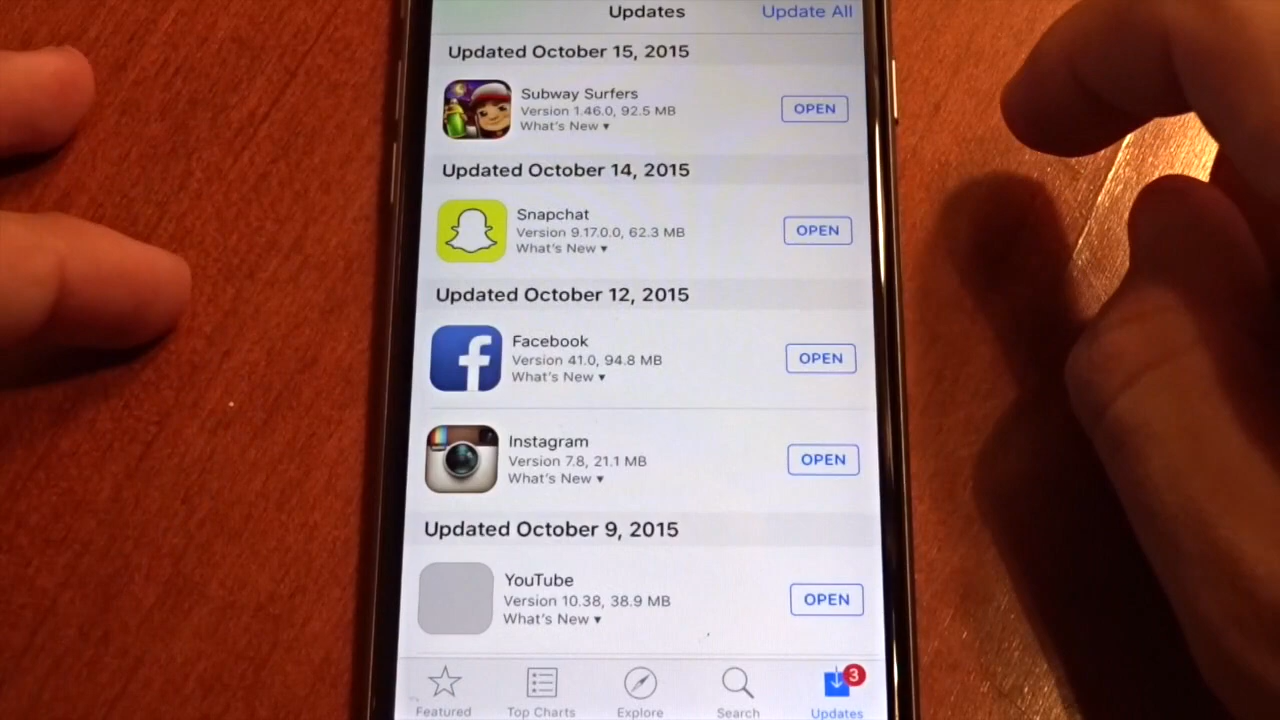 Updates
Update All
Updated October 15, 2015
Subway Surfers
Version 1.46.0, 92.5 MB
What's New ▾
OPEN
Updated October 14, 2015
Snapchat
Version 9.17.0.0, 62.3 MB
What's New ▾
OPEN
Updated October 12, 2015
Facebook
Version 41.0, 94.8 MB
What's New ▾
OPEN
Instagram
Version 7.8, 21.1 MB
What's New ▾
OPEN
Updated October 9, 2015
YouTube
Version 10.38, 38.9 MB
What's New ▾
OPEN
3
Featured
Top Charts
Explore
Search
Updates